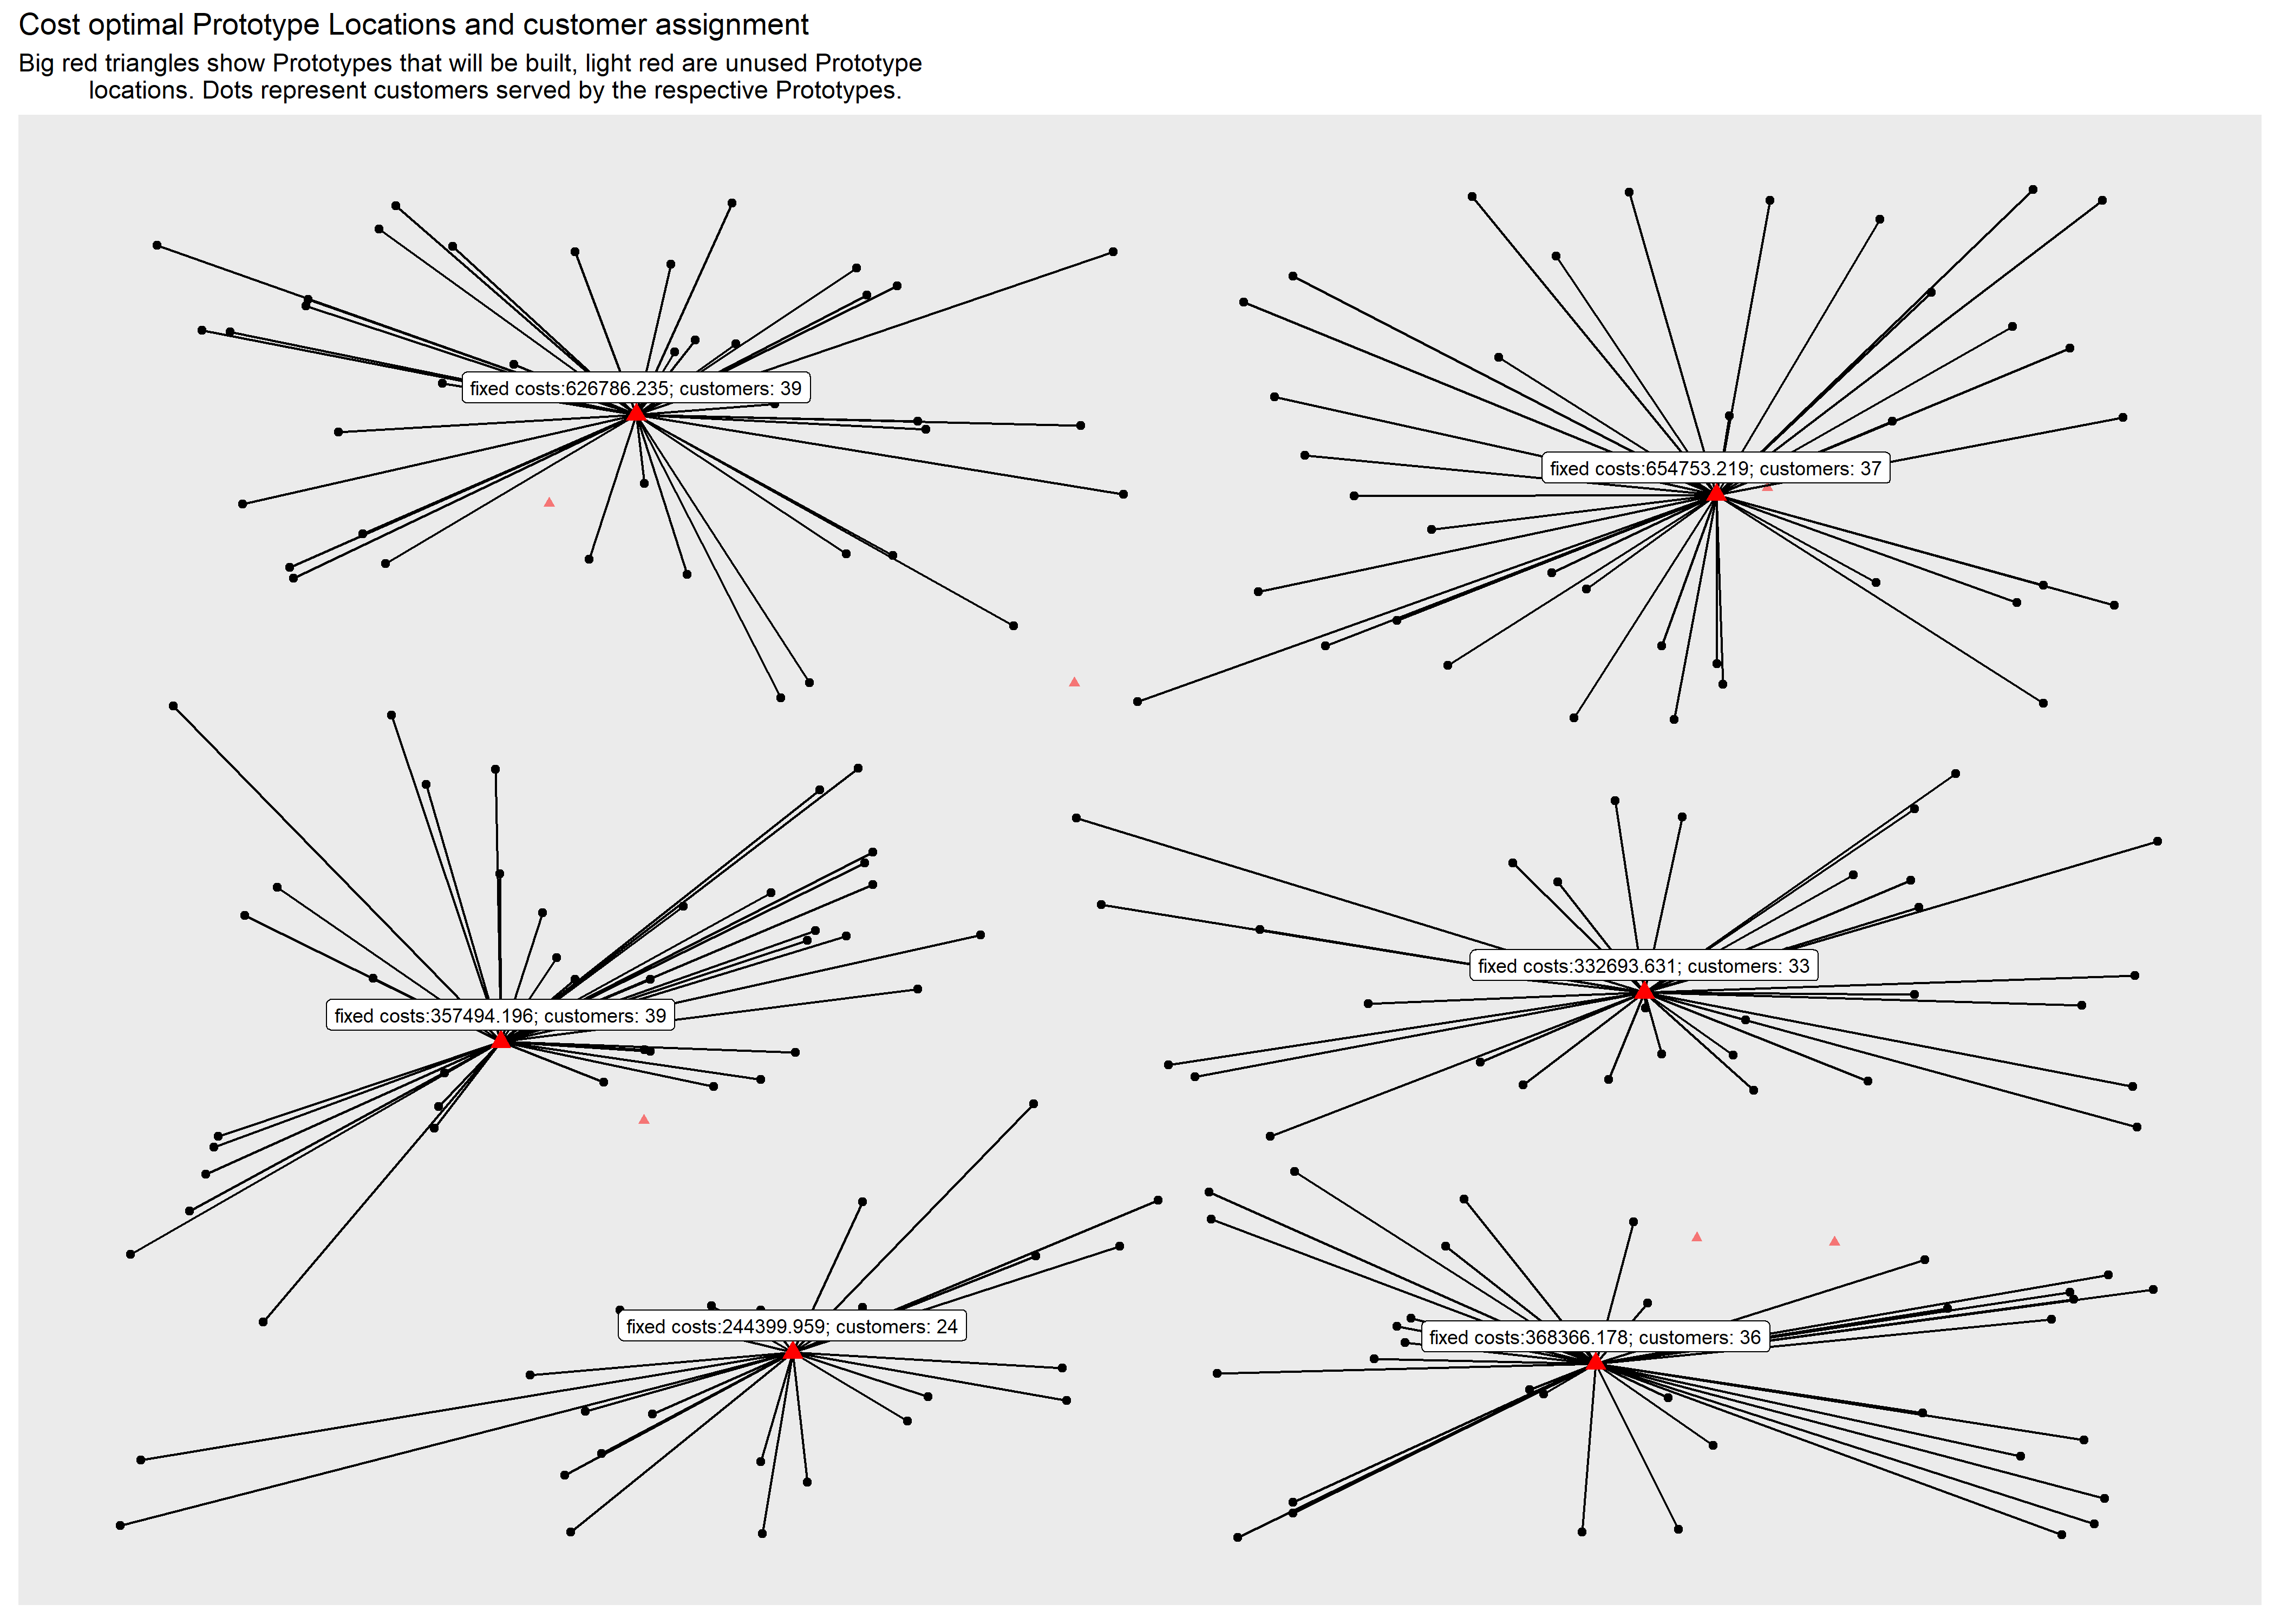 Cost optimal Prototype Locations and customer assignment
Big red triangles show Prototypes that will be built, light red are unused Prototype
locations. Dots represent customers served by the respective Prototypes.
fixed costs:626786.235; customers: 39
fixed costs:654753.219; customers: 37
fixed costs:332693.631; customers: 33
fixed costs:357494.196; customers: 39
fixed costs:244399.959; customers: 24
fixed costs:368366.178; customers: 36